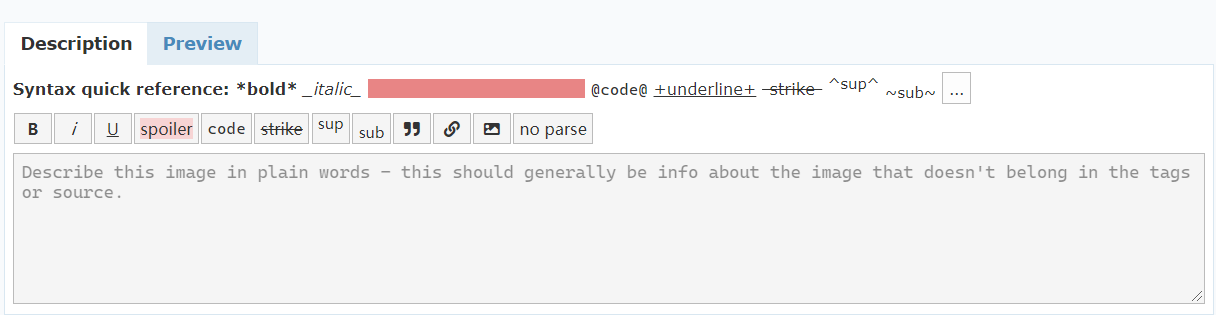 Description Preview
Syntax quick reference: *bold* _italic_ @code@ +underline+ -strike- ^sup^ ~sub~ ...
B i U spoiler code strike sup sub no parse
Describe this image in plain words - this should generally be info about the image that doesn't belong in the tags
or source.